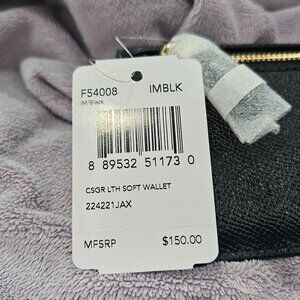 F54008 IMBLK
IM/Black
8 89532 51173 0
CSGR LTH SOFT WALLET
224221JAX
MFSRP $150.00